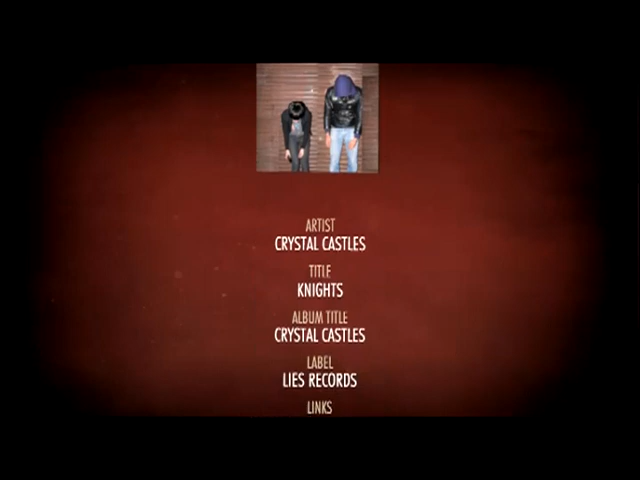 ARTIST
CRYSTAL CASTLES
TITLE
KNIGHTS
ALBUM TITLE
CRYSTAL CASTLES
LABEL
LIES RECORDS
LINKS